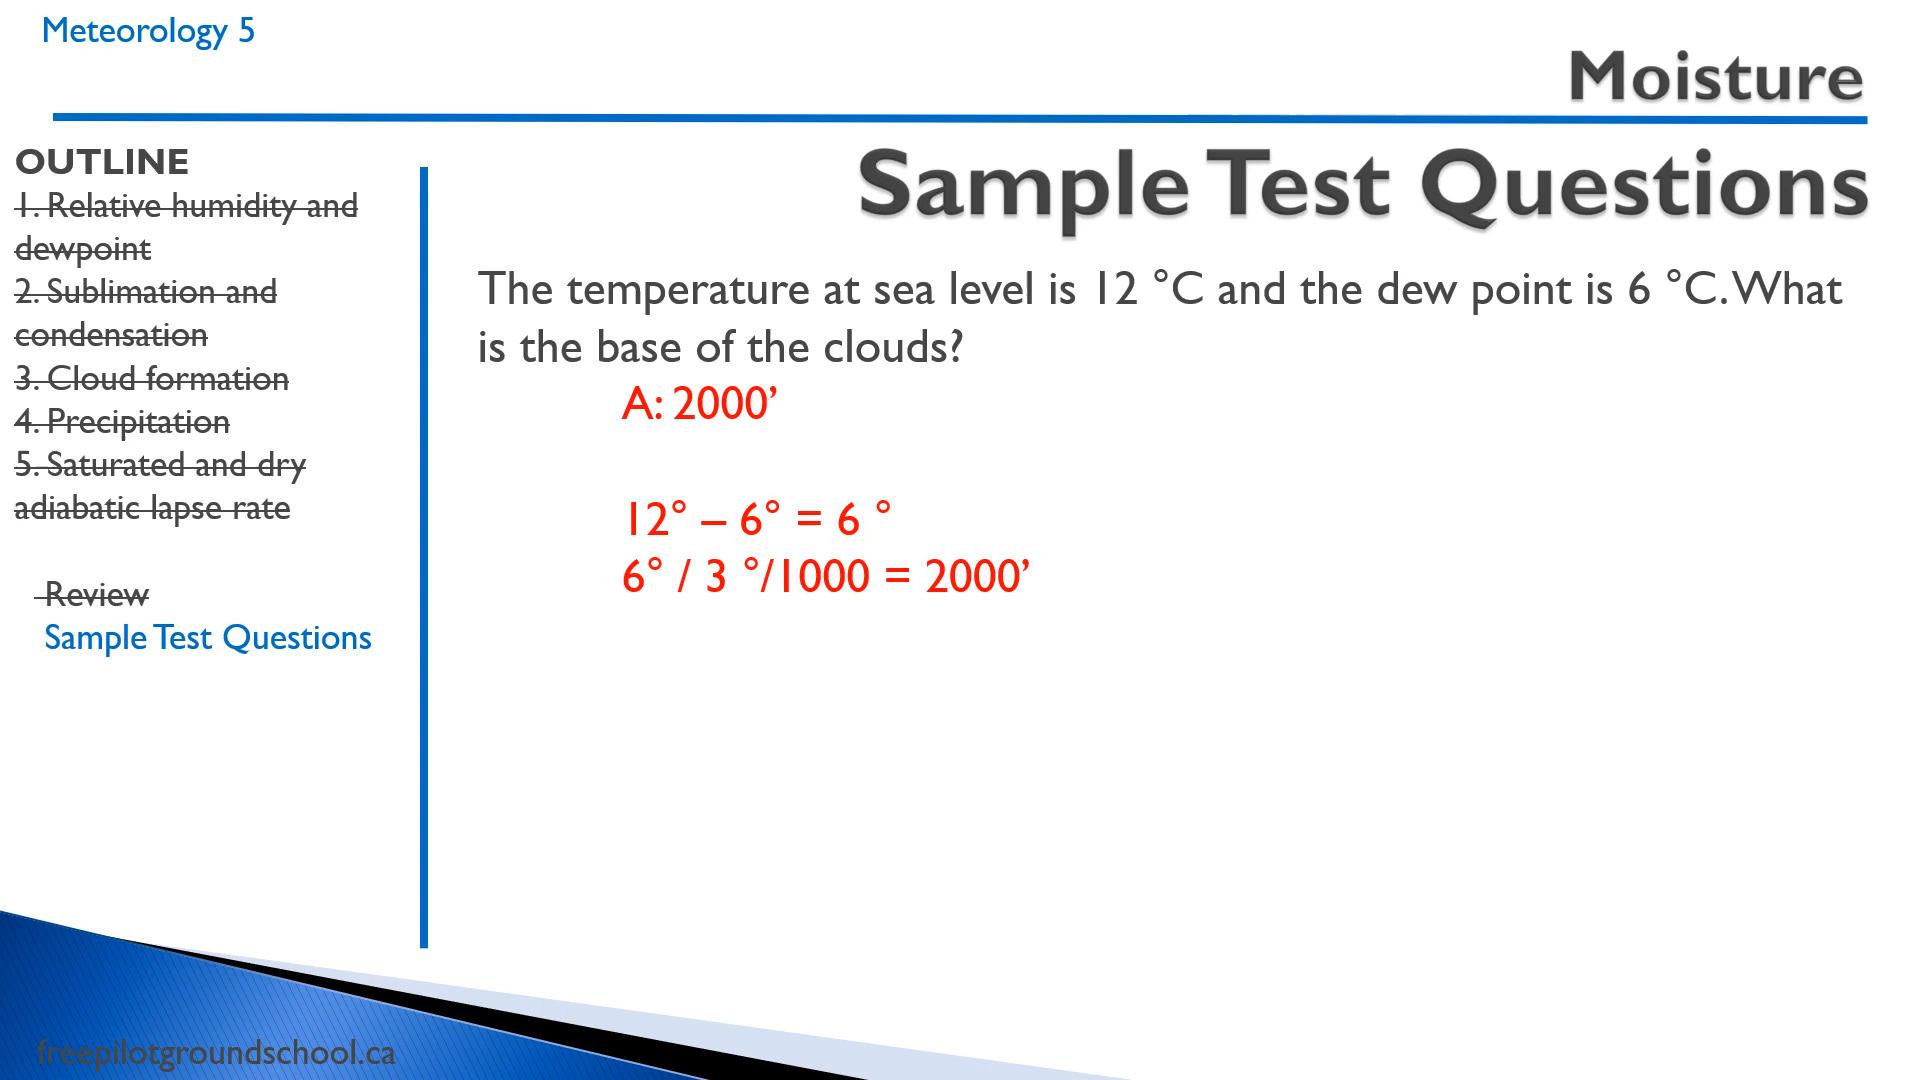 Meteorology 5
Moisture
OUTLINE
1. Relative humidity and
dewpoint
2. Sublimation and
condensation
3. Cloud formation
4. Precipitation
5. Saturated and dry
adiabatic lapse rate
Review
Sample Test Questions
Sample Test Questions
The temperature at sea level is 12 °C and the dew point is 6 °C. What
is the base of the clouds?
A: 2000’
12° – 6° = 6 °
6° / 3 °/1000 = 2000’
freepilotgroundschool.ca